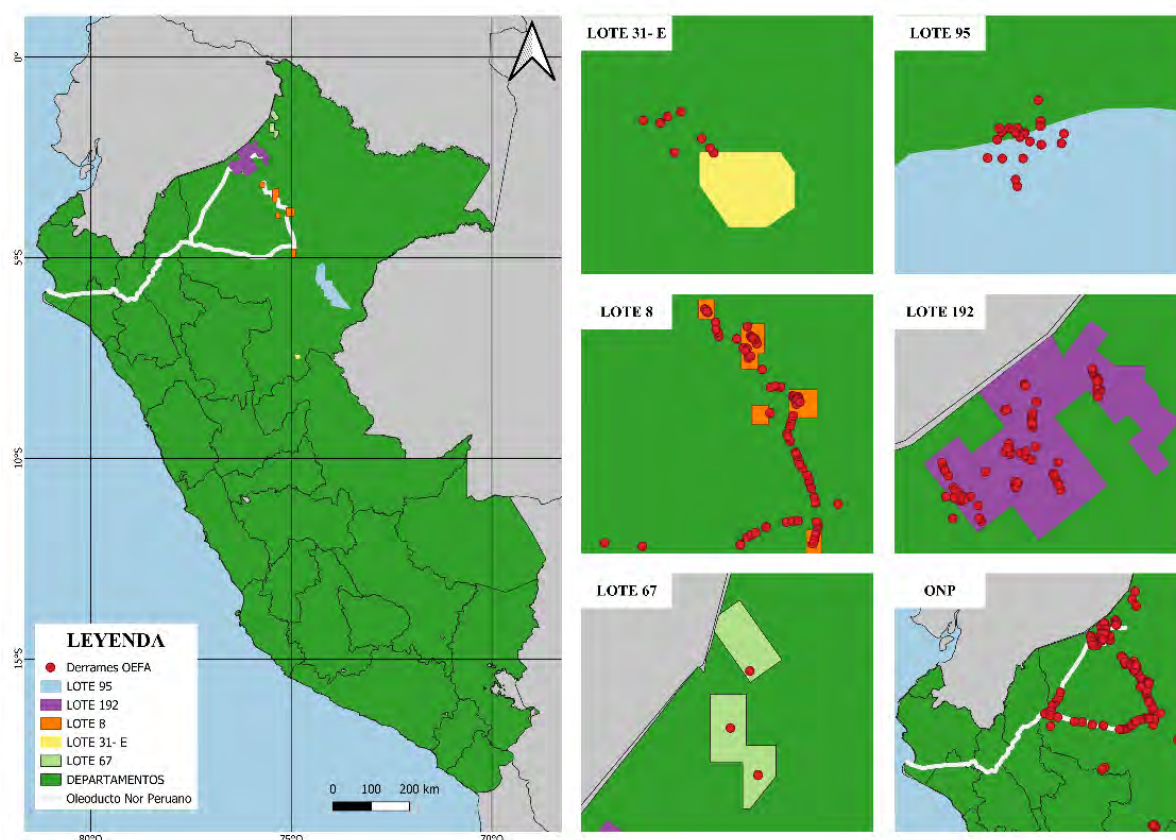 0°
5°S
10°S
15°S
80°O
75°O
70°O
LEYENDA
Derrames OEFA
LOTE 95
LOTE 192
LOTE 8
LOTE 31- E
LOTE 67
DEPARTAMENTOS
Oleoducto Nor Peruano
0 100 200 km
LOTE 31- E
LOTE 95
LOTE 8
LOTE 192
LOTE 67
ONP